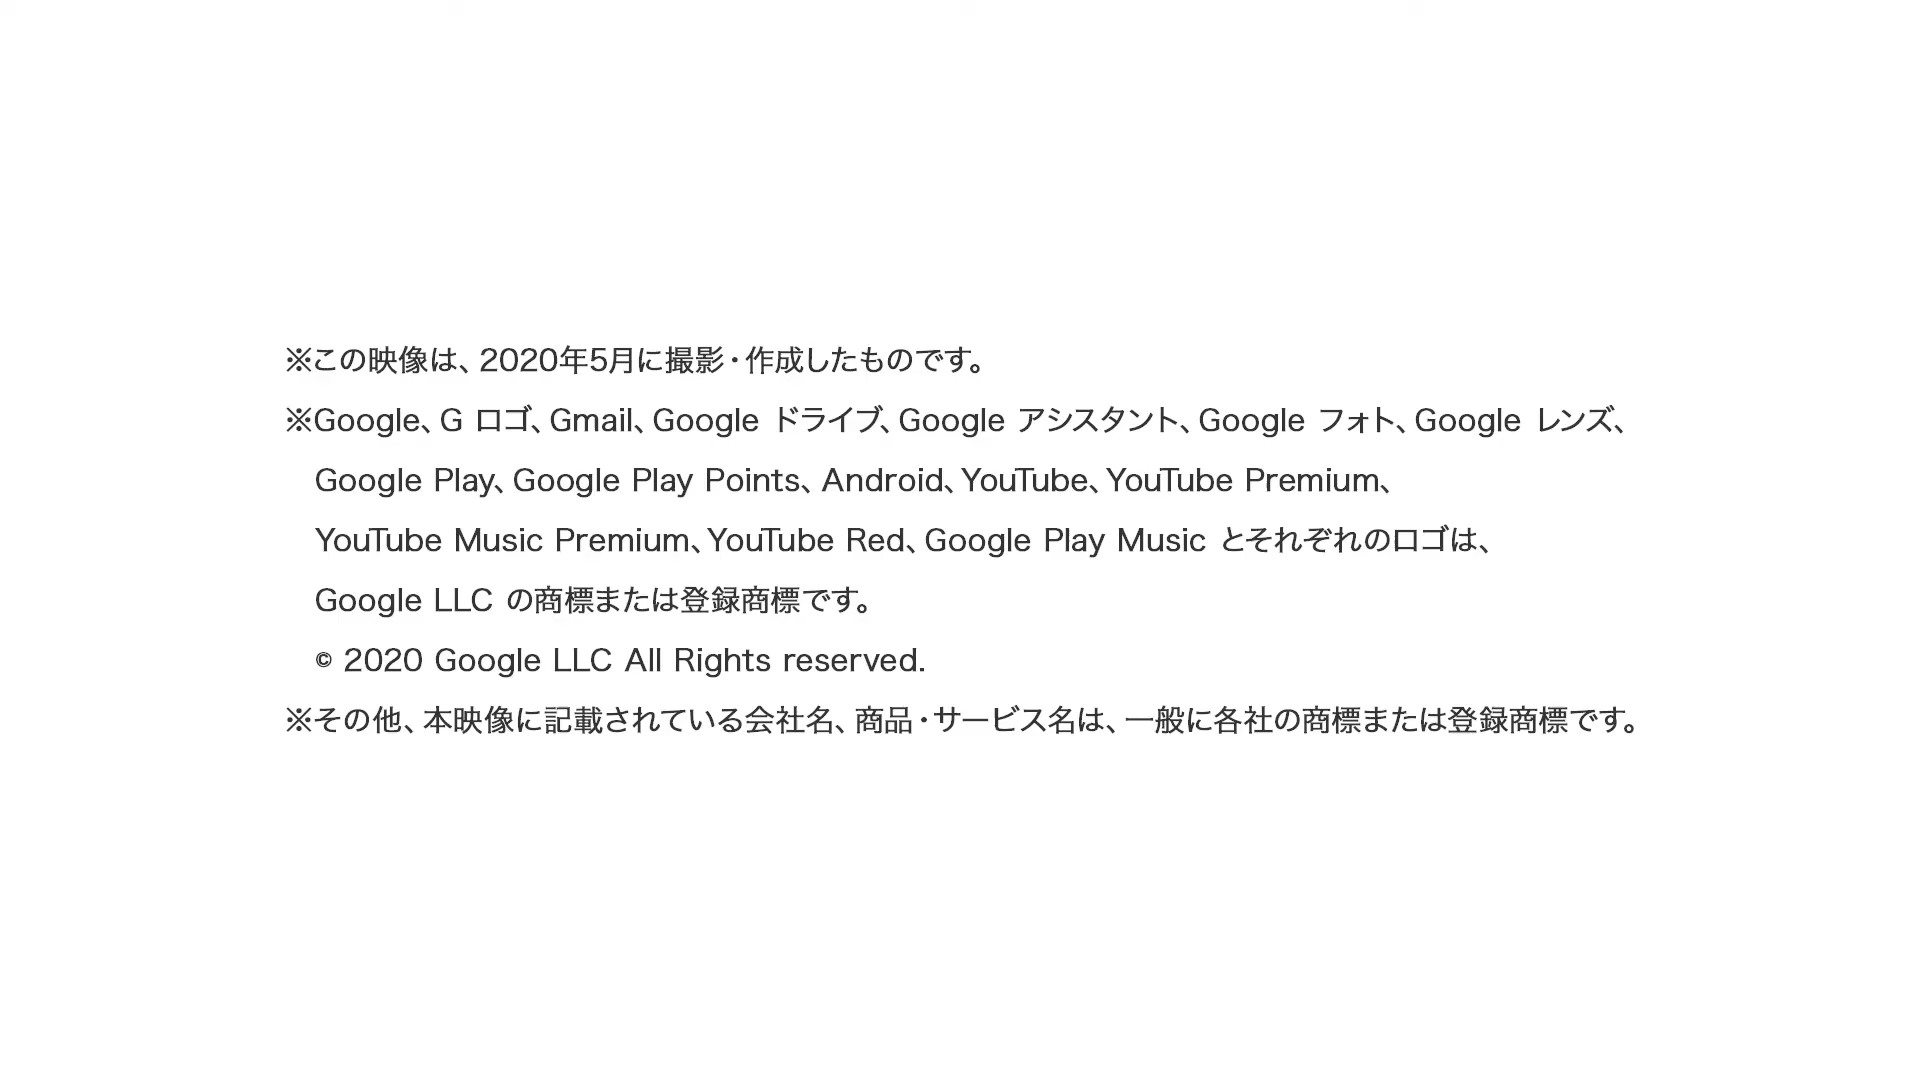 ※この映像は、2020年5月に撮影・作成したものです。
※Google、G ロゴ、Gmail、Google ドライブ、Google アシスタント、Google フォト、Google レンズ、
Google Play、Google Play Points、Android、YouTube、YouTube Premium、
YouTube Music Premium、YouTube Red、Google Play Music とそれぞれのロゴは、
Google LLC の商標または登録商標です。
© 2020 Google LLC All Rights reserved.
※その他、本映像に記載されている会社名、商品・サービス名は、一般に各社の商標または登録商標です。